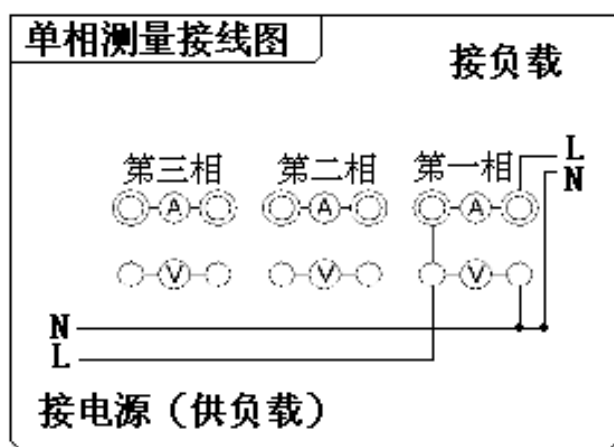 单相测量接线图
接负载
第三相 第二相 第一相 L
N
A A A
V V V
N
L
接电源（供负载）